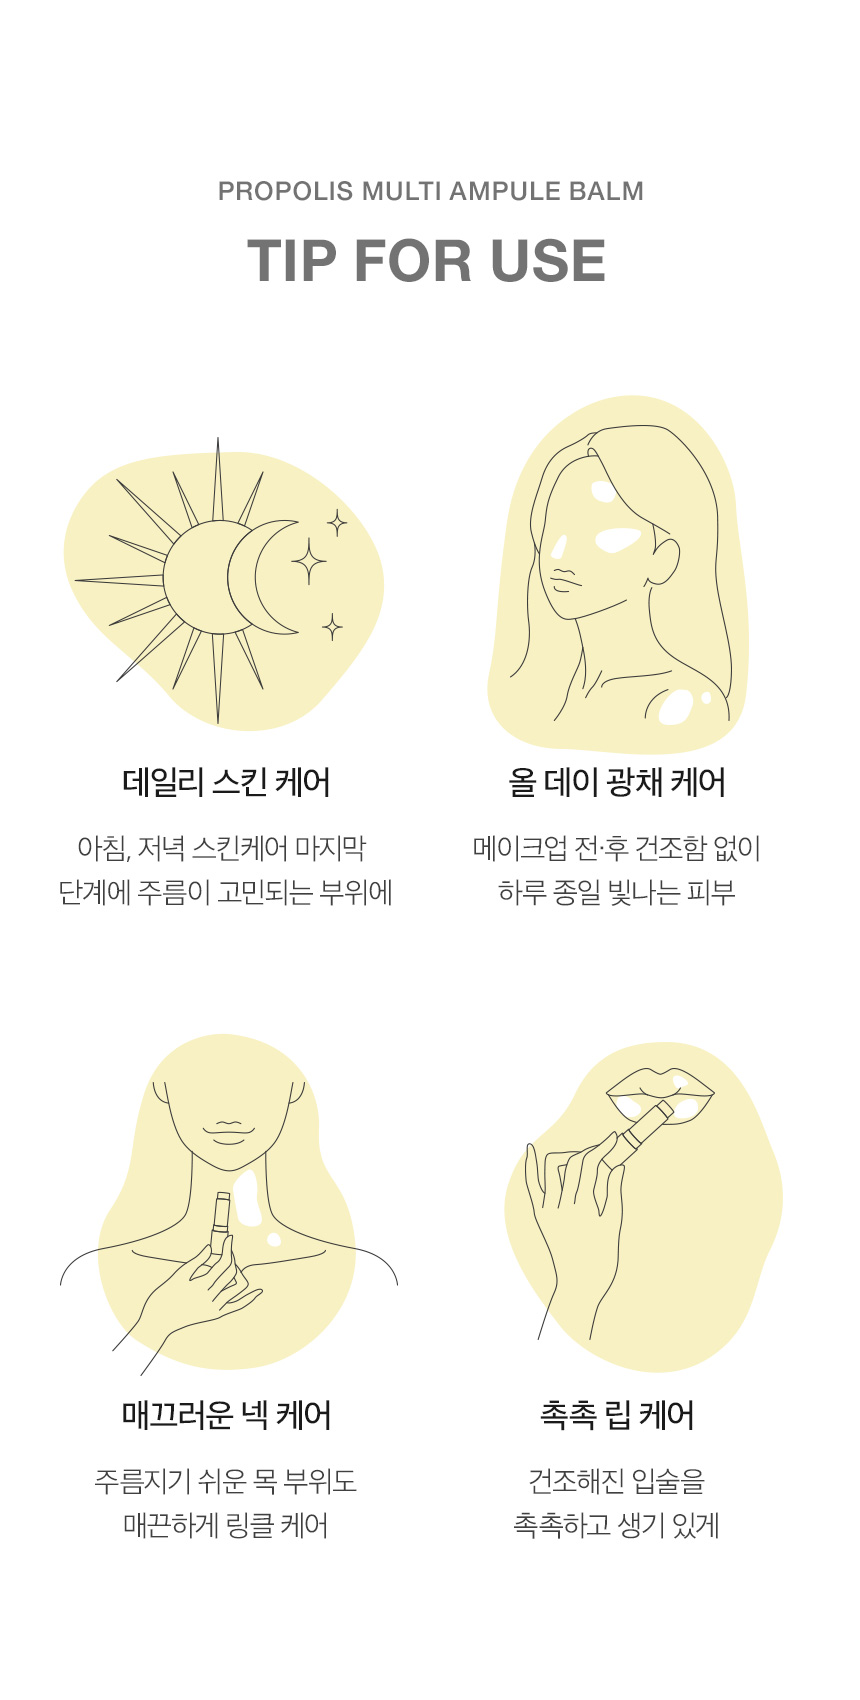 PROPOLIS MULTI AMPULE BALM
TIP FOR USE
데일리 스킨 케어
아침, 저녁 스킨케어 마지막
단계에 주름이 고민되는 부위에
올 데이 광채 케어
메이크업 전·후 건조함 없이
하루 종일 빛나는 피부
매끄러운 넥 케어
주름지기 쉬운 목 부위도
매끈하게 링클 케어
촉촉 립 케어
건조해진 입술을
촉촉하고 생기 있게